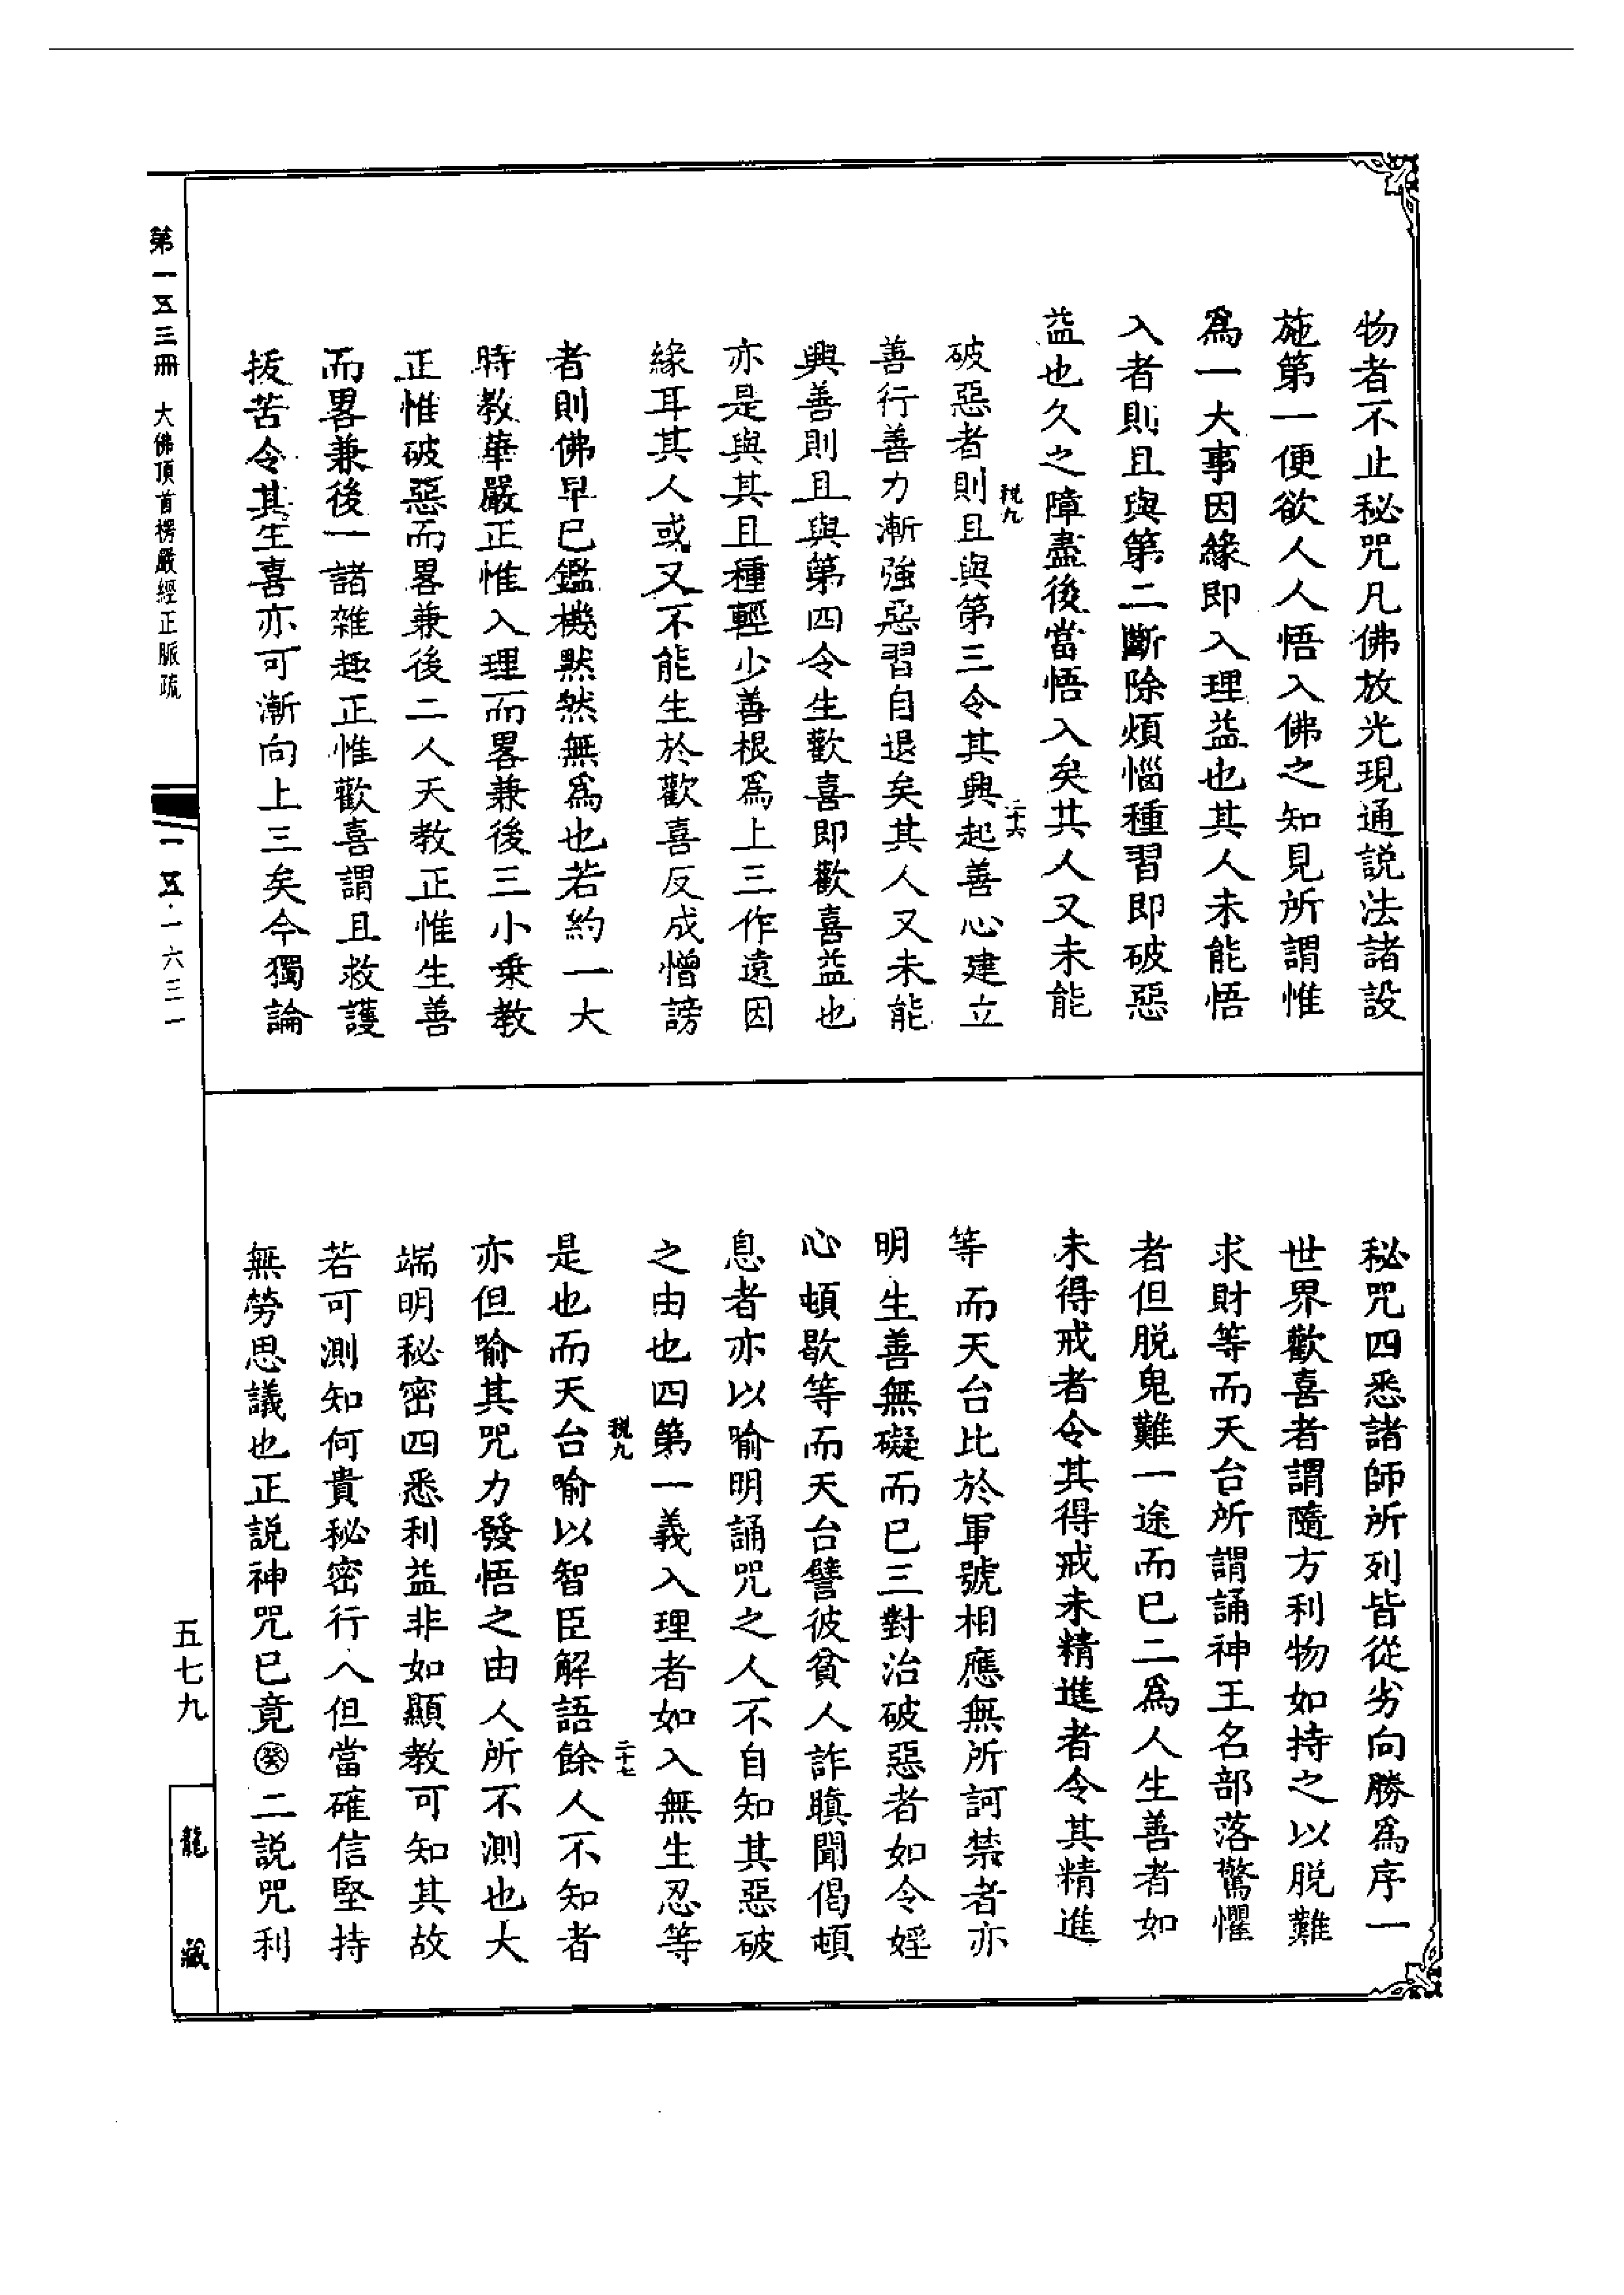 物者不止秘咒凡佛放光現通説法諸設
施第一便欲人人悟入佛之知見所謂惟
爲一大事因緣即入理益也其人未能悟
入者則且與第二斷除煩惱種習即破惡
益也久之障盡後當悟入矣其人又未能
税九
二十六
破惡者則且與第三令其興起善心建立
善行善力漸強惡習自退矣其人又未能
興善則且與第四令生歡喜即歡喜益也
亦是與其且種輕少善根爲上三作遠因
緣耳其人或又不能生於歡喜反成憎謗
者則佛早已鑑機默然無爲也若約一大
時教華嚴正惟入理而畧兼後三小乗教
正惟破惡而畧兼後二人天教正惟生善
而畧兼後一諸雜趣正惟歡喜謂且救護
拔苦令其生喜亦可漸向上三矣今獨論
秘咒四悉諸師所列皆從劣向勝爲序一
世界歡喜者謂隨方利物如持之以脱難
求財等而天台所謂誦神王名部落驚懼
者但脱鬼難一途而已二爲人生善者如
未得戒者令其得戒未精進者令其精進
等而天台比於軍號相應無所訶禁者亦
明生善無礙而已三對治破惡者如令婬
心頓歇等而天台譬彼貧人詐瞋聞偈頓
息者亦以喻明誦咒之人不自知其惡破
之由也四第一義入理者如入無生忍等
税九
二十七
是也而天台喻以智臣解語餘人不知者
亦但喻其咒力發悟之由人所不測也大
端明秘密四悉利益非如顯教可知其故
若可測知何貴秘密行人但當確信堅持
無勞思議也正説神咒已竟㊛二説咒利
第一五三冊 大佛頂首楞嚴經正脈疏
一五·一六三一
五七九
龍藏